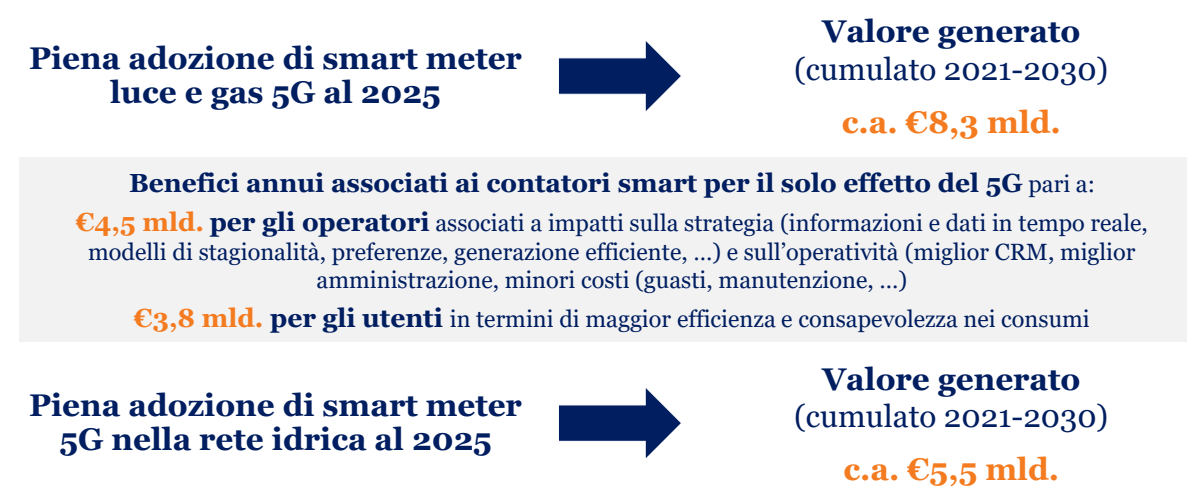 Piena adozione di smart meter
luce e gas 5G al 2025
Valore generato
(cumulato 2021-2030)
c.a. €8,3 mld.
Benefici annui associati ai contatori smart per il solo effetto del 5G pari a:
€4,5 mld. per gli operatori associati a impatti sulla strategia (informazioni e dati in tempo reale,
modelli di stagionalità, preferenze, generazione efficiente, …) e sull’operatività (miglior CRM, miglior
amministrazione, minori costi (guasti, manutenzione, …)
€3,8 mld. per gli utenti in termini di maggior efficienza e consapevolezza nei consumi
Piena adozione di smart meter
5G nella rete idrica al 2025
Valore generato
(cumulato 2021-2030)
c.a. €5,5 mld.